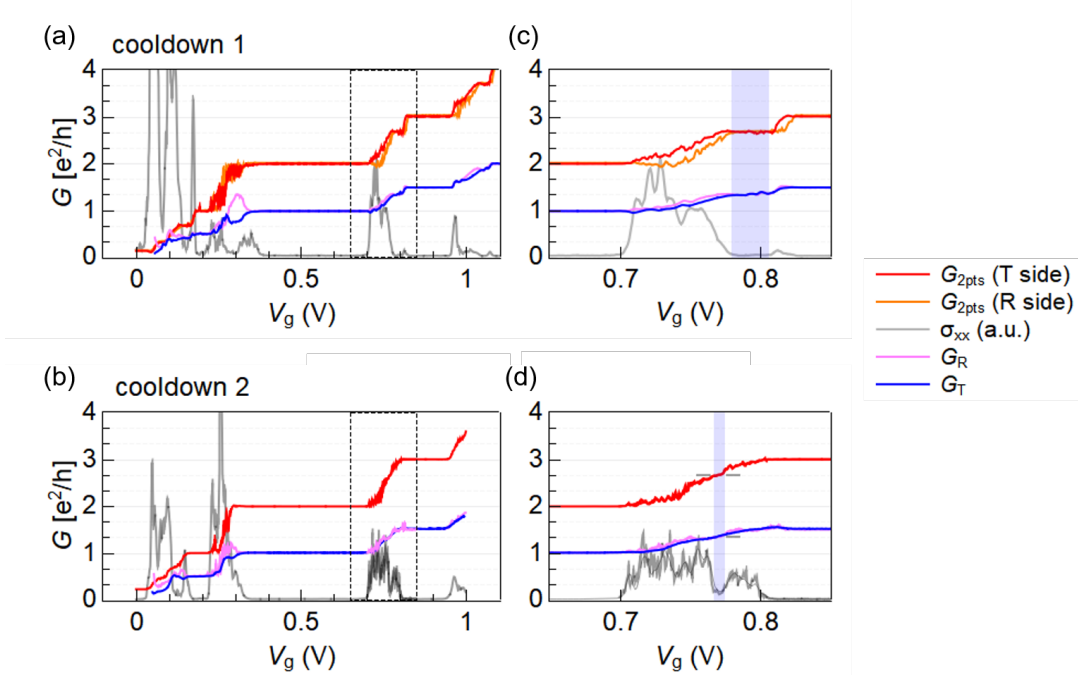 (a)
cooldown 1
4
3
2
1
0
G [e²/h]
0
0.5
1
Vg (V)
(c)
4
3
2
1
0
0.7
0.8
Vg (V)
G2pts (T side)
G2pts (R side)
σxx (a.u.)
GR
GT
(b)
cooldown 2
4
3
2
1
0
G [e²/h]
0
0.5
1
Vg (V)
(d)
4
3
2
1
0
0.7
0.8
Vg (V)